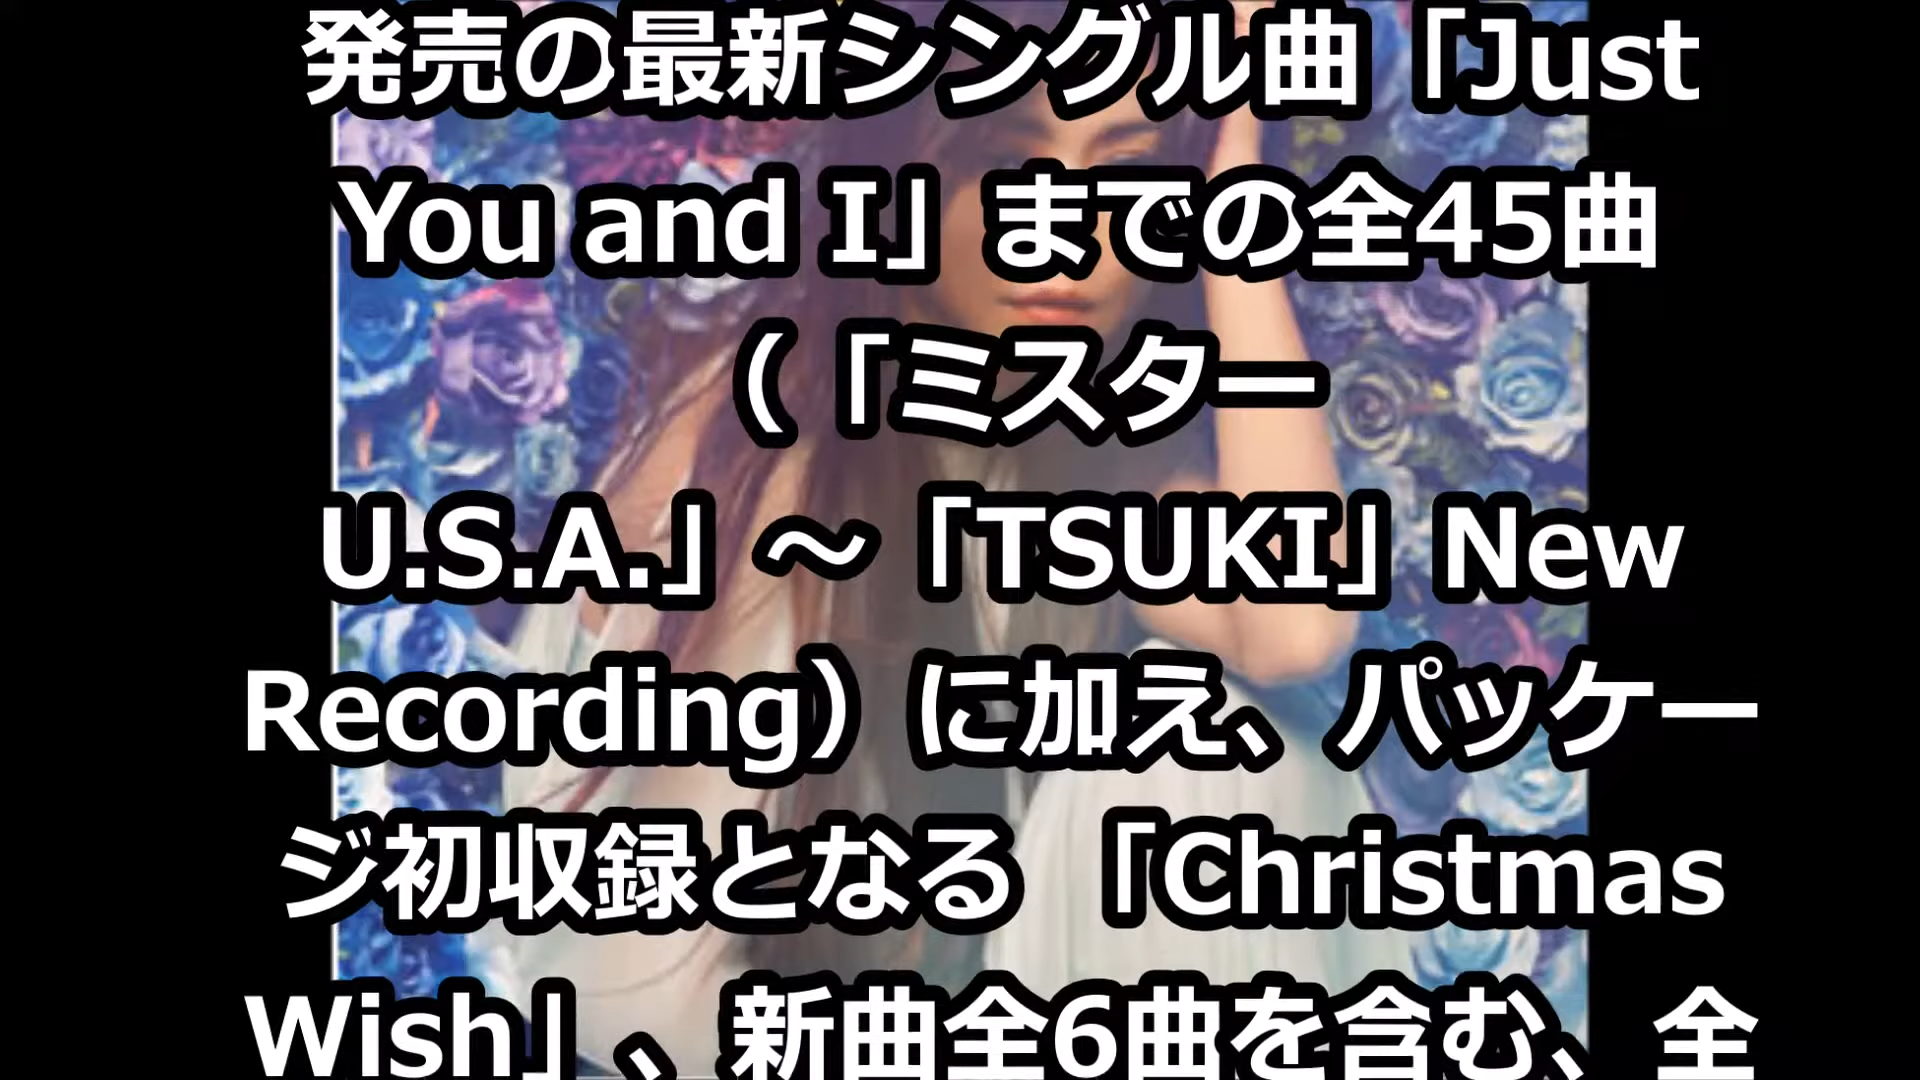 発売の最新シングル曲「Just
You and I」までの全45曲
（「ミスター
U.S.A.」～「TSUKI」New
Recording）に加え、パッケー
ジ初収録となる 「Christmas
Wish」、新曲全6曲を含む、全